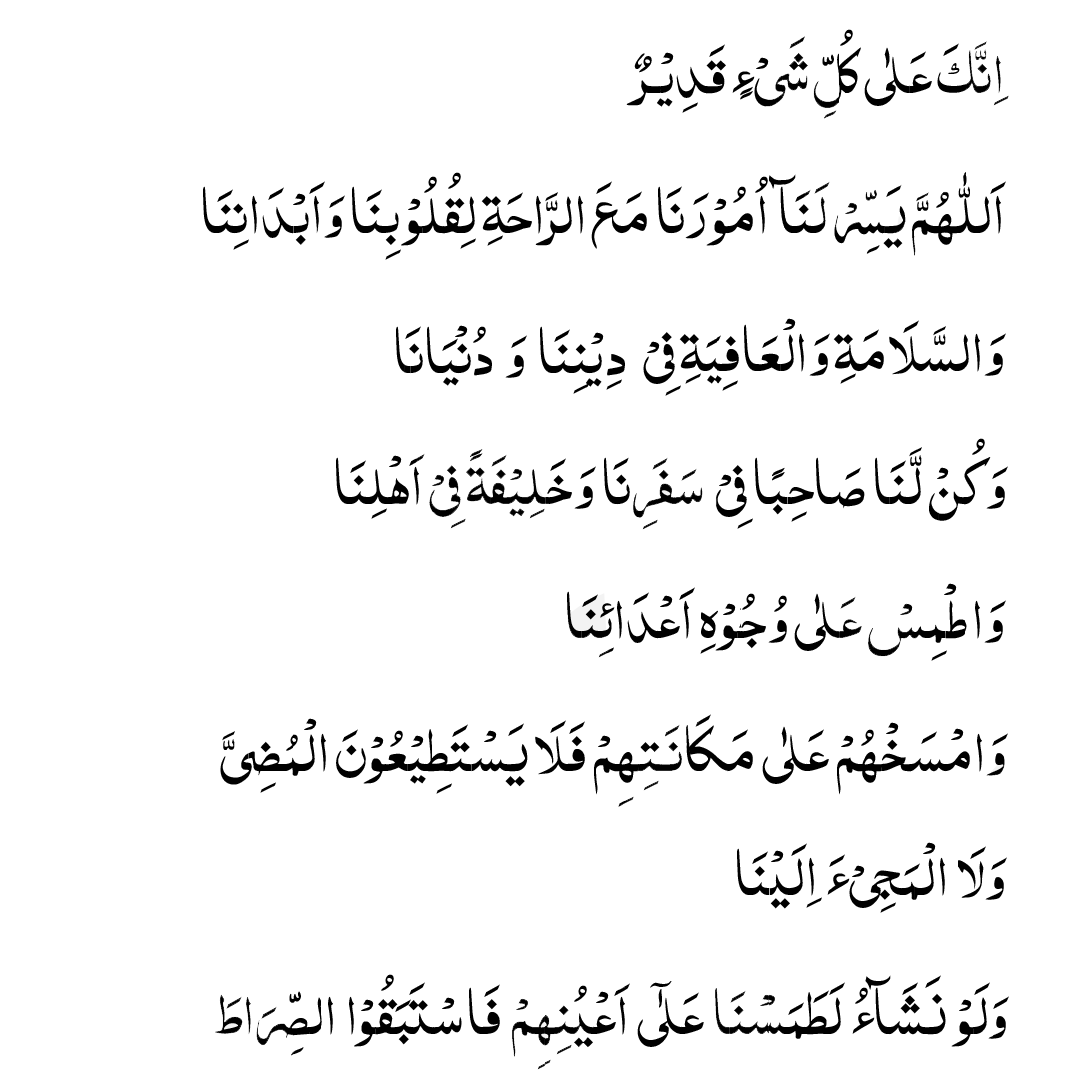 اِنَّكَ عَلٰى كُلِّ شَیْءٍ قَدِیْرٌ
اَللّٰهُمَّ یَسِّرْ لَنَاۤ اُمُوْرَنَا مَعَ الرَّاحَةِ لِقُلُوْبِنَا وَاَبْدَانِنَا
وَالسَّلَامَةِ وَالْعَافِیَةِ فِیْ دِیْنِنَا وَ دُنْیَانَا
وَكُنْ لَّنَا صَاحِبًا فِیْ سَفَرِنَا وَخَلِیْفَةً فِیْ اَهْلِنَا
وَاطْمِسْ عَلٰى وُجُوْهِ اَعْدَائِنَا
وَامْسَخْهُمْ عَلٰى مَكَانَتِهِمْ فَلَا یَسْتَطِیْعُوْنَ الْمُضِیَّ
وَلَا الْمَجِیْءَ اِلَیْنَا
وَلَوْ نَشَآءُ لَطَمَسْنَا عَلٰۤى اَعْیُنِهِمْ فَاسْتَبَقُوْا الصِّرَاطَ